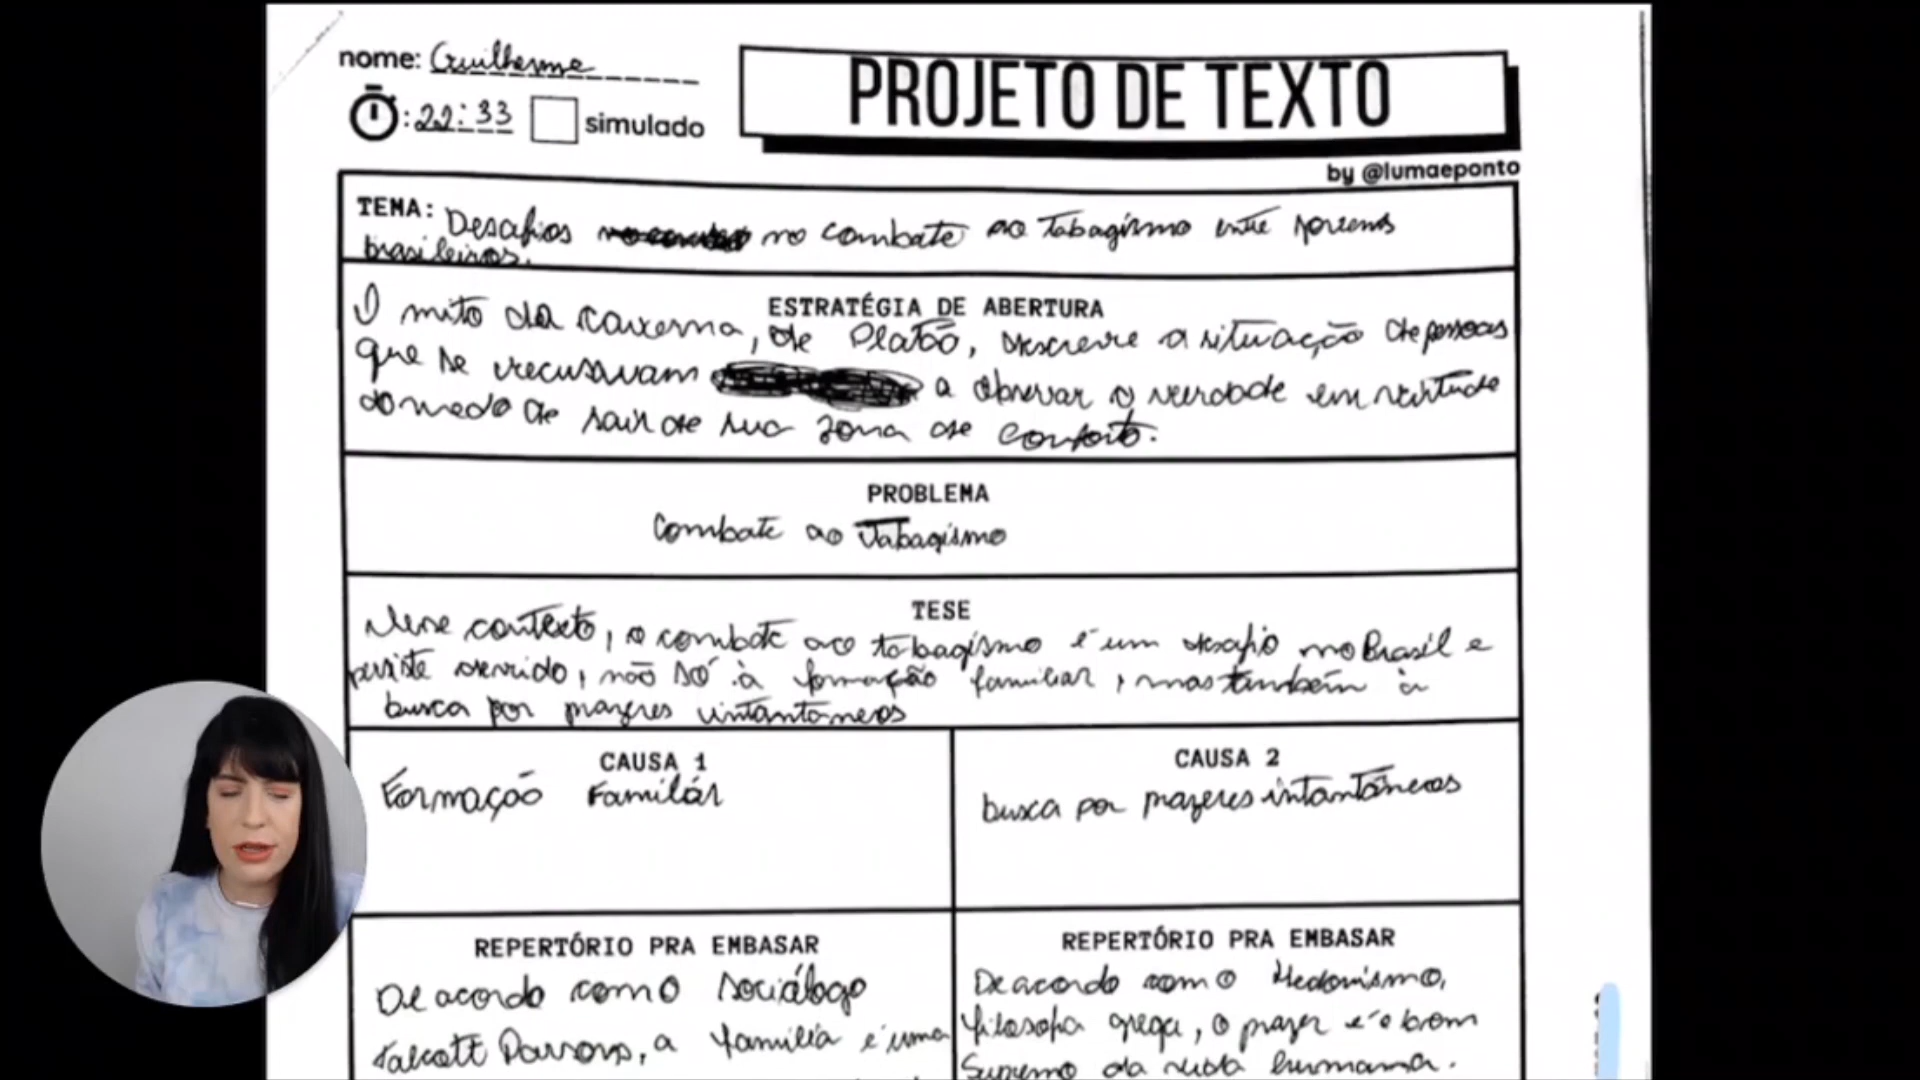 nome: Guilherme
PROJETO DE TEXTO
: 22:33 simulado
by @lumaeponto
TEMA: Desafios no combate ao Tabagismo entre jovens
brasileiros.
ESTRATÉGIA DE ABERTURA
O mito da caverna, de Platão, descreve a situação de pessoas
que se recusavam a observar a verdade em virtude
do medo de sair de sua zona de conforto.
PROBLEMA
Combate ao Tabagismo
TESE
Nesse contexto, o combate ao tabagismo é um desafio no Brasil e
persiste devido, não só à formação familiar, mas também à
busca por prazeres instantâneos
CAUSA 1
Formação Familiar
CAUSA 2
busca por prazeres instantâneos
REPERTÓRIO PRA EMBASAR
De acordo com o Sociólogo
Talcott Parsons, a família é uma
REPERTÓRIO PRA EMBASAR
De acordo com o Hedonismo,
filosofia grega, o prazer é o bem
Supremo da vida humana.